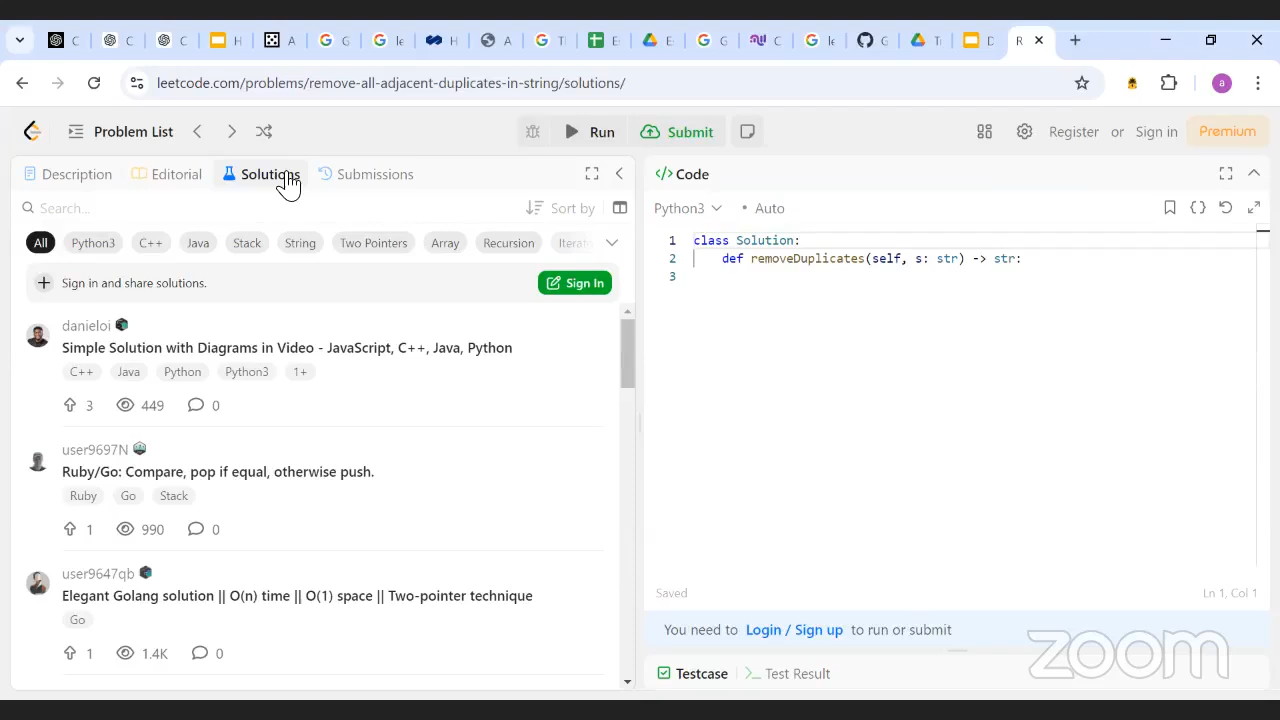 C
C
C
H
A
G
le
H
A
Tl
E
E
G
C
le
G
Tr
D
R
leetcode.com/problems/remove-all-adjacent-duplicates-in-string/solutions/
a
Problem List
Run
Submit
Register or Sign in
Premium
Description
Editorial
Solutions
Submissions
Search...
Sort by
All
Python3
C++
Java
Stack
String
Two Pointers
Array
Recursion
Iterat
Sign in and share solutions.
Sign In
danieloi
Simple Solution with Diagrams in Video - JavaScript, C++, Java, Python
C++ Java Python Python3 1+
3 449 0
user9697N
Ruby/Go: Compare, pop if equal, otherwise push.
Ruby Go Stack
1 990 0
user9647qb
Elegant Golang solution || O(n) time || O(1) space || Two-pointer technique
Go
1 1.4K 0
</> Code
Python3 • Auto
1 class Solution:
2 def removeDuplicates(self, s: str) -> str:
3
Saved
Ln 1, Col 1
You need to Login / Sign up to run or submit
Testcase
Test Result
zoom